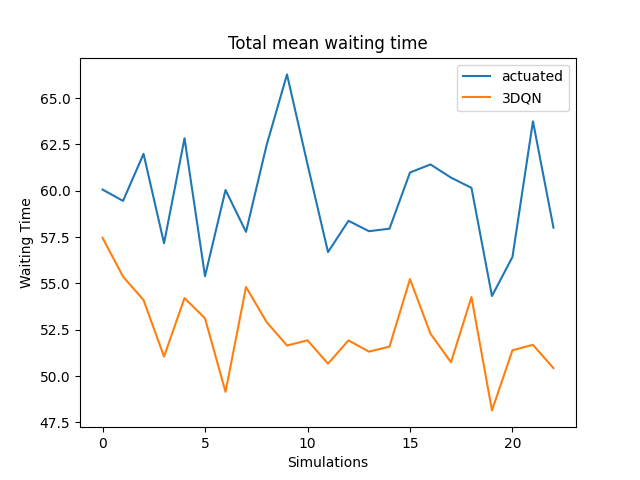 Total mean waiting time
actuated
3DQN
Waiting Time
65.0
62.5
60.0
57.5
55.0
52.5
50.0
47.5
0 5 10 15 20
Simulations